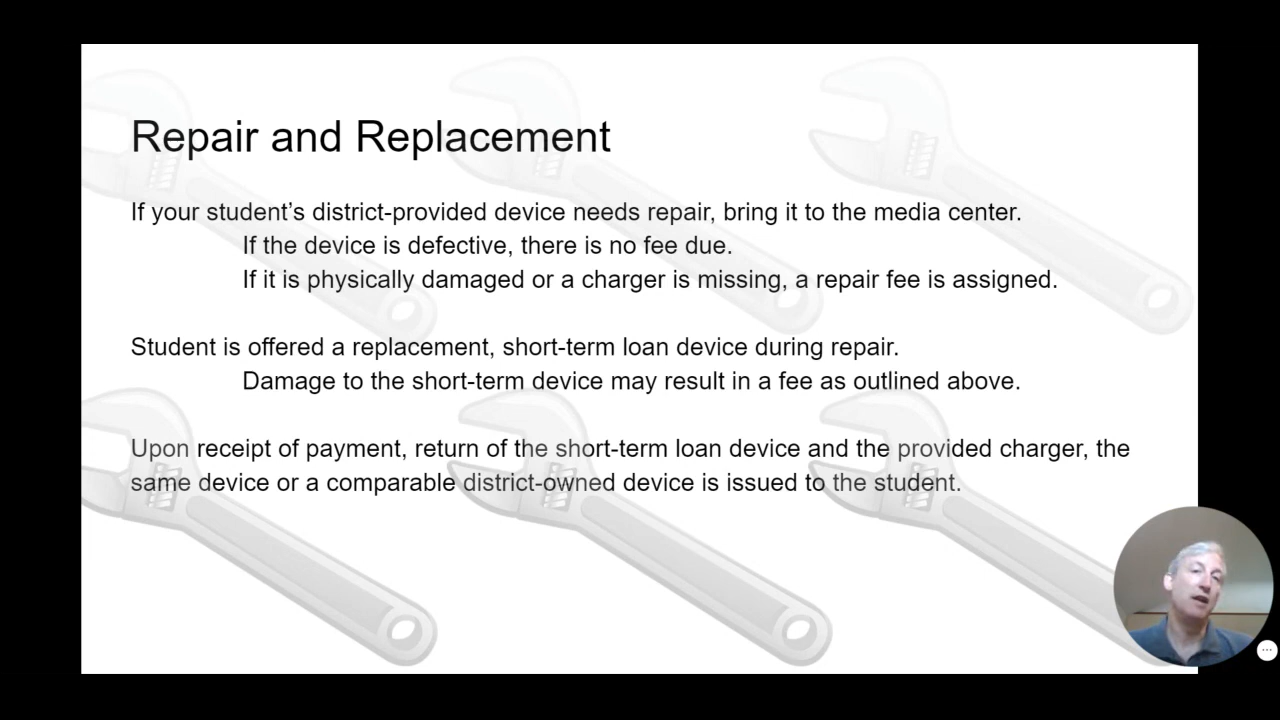 Repair and Replacement
If your student’s district-provided device needs repair, bring it to the media center.
If the device is defective, there is no fee due.
If it is physically damaged or a charger is missing, a repair fee is assigned.
Student is offered a replacement, short-term loan device during repair.
Damage to the short-term device may result in a fee as outlined above.
Upon receipt of payment, return of the short-term loan device and the provided charger, the
same device or a comparable district-owned device is issued to the student.